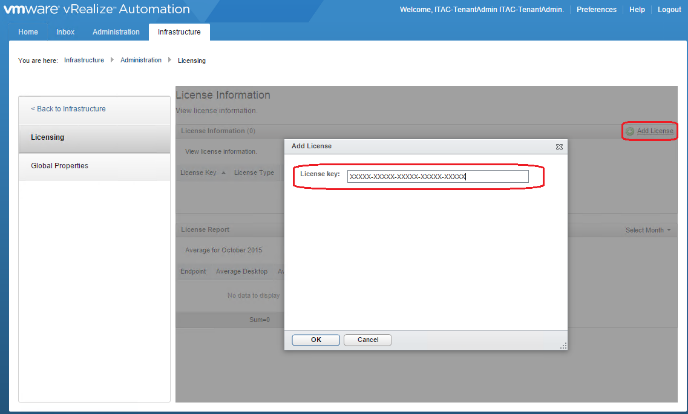 vmware vRealize™ Automation
Welcome, ITAC-TenantAdmin ITAC-TenantAdmin. Preferences Help Logout
Home Inbox Administration Infrastructure
You are here: Infrastructure Administration Licensing
< Back to Infrastructure
Licensing
Global Properties
License Information
View license information
License Information (0)
Add License
View license information.
License Key License Type
Add License
License key: XXXXX-XXXXX-XXXXX-XXXXX-XXXXX
OK Cancel
License Report
Select Month
Average for October 2015
Endpoint Average Desktop
No data to display
Sum=0